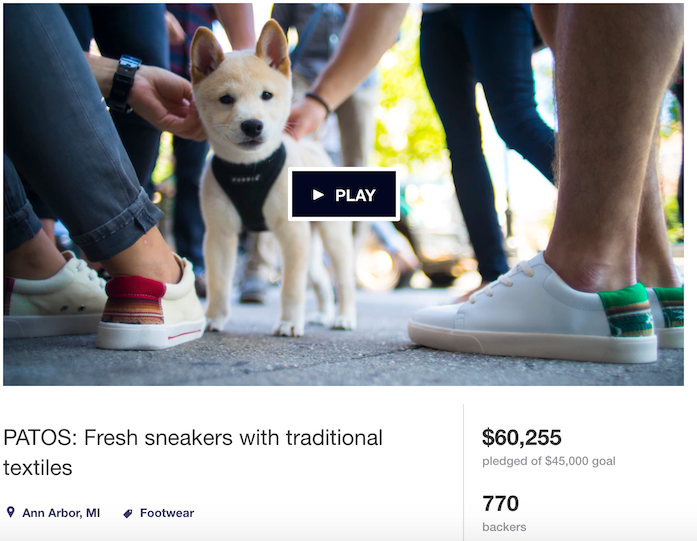 PLAY
PATOS: Fresh sneakers with traditional
textiles
Ann Arbor, MI Footwear
$60,255
pledged of $45,000 goal
770
backers